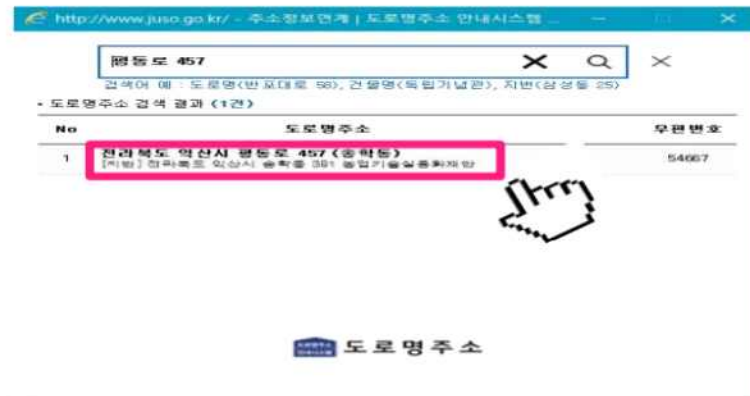 http://www.juso.go.kr/ - 주소정보연계 | 도로명주소 안내시스템 ...
평동로 457
검색어 예 : 도로명(반포대로 58), 건물명(독립기념관), 지번(삼성동 25)
• 도로명주소 검색 결과 (1건)
No 도로명주소 우편번호
1 전라북도 익산시 평동로 457 (송학동) 54667
[지번] 전라북도 익산시 송학동 381 농업기술실용화재단
도로명주소